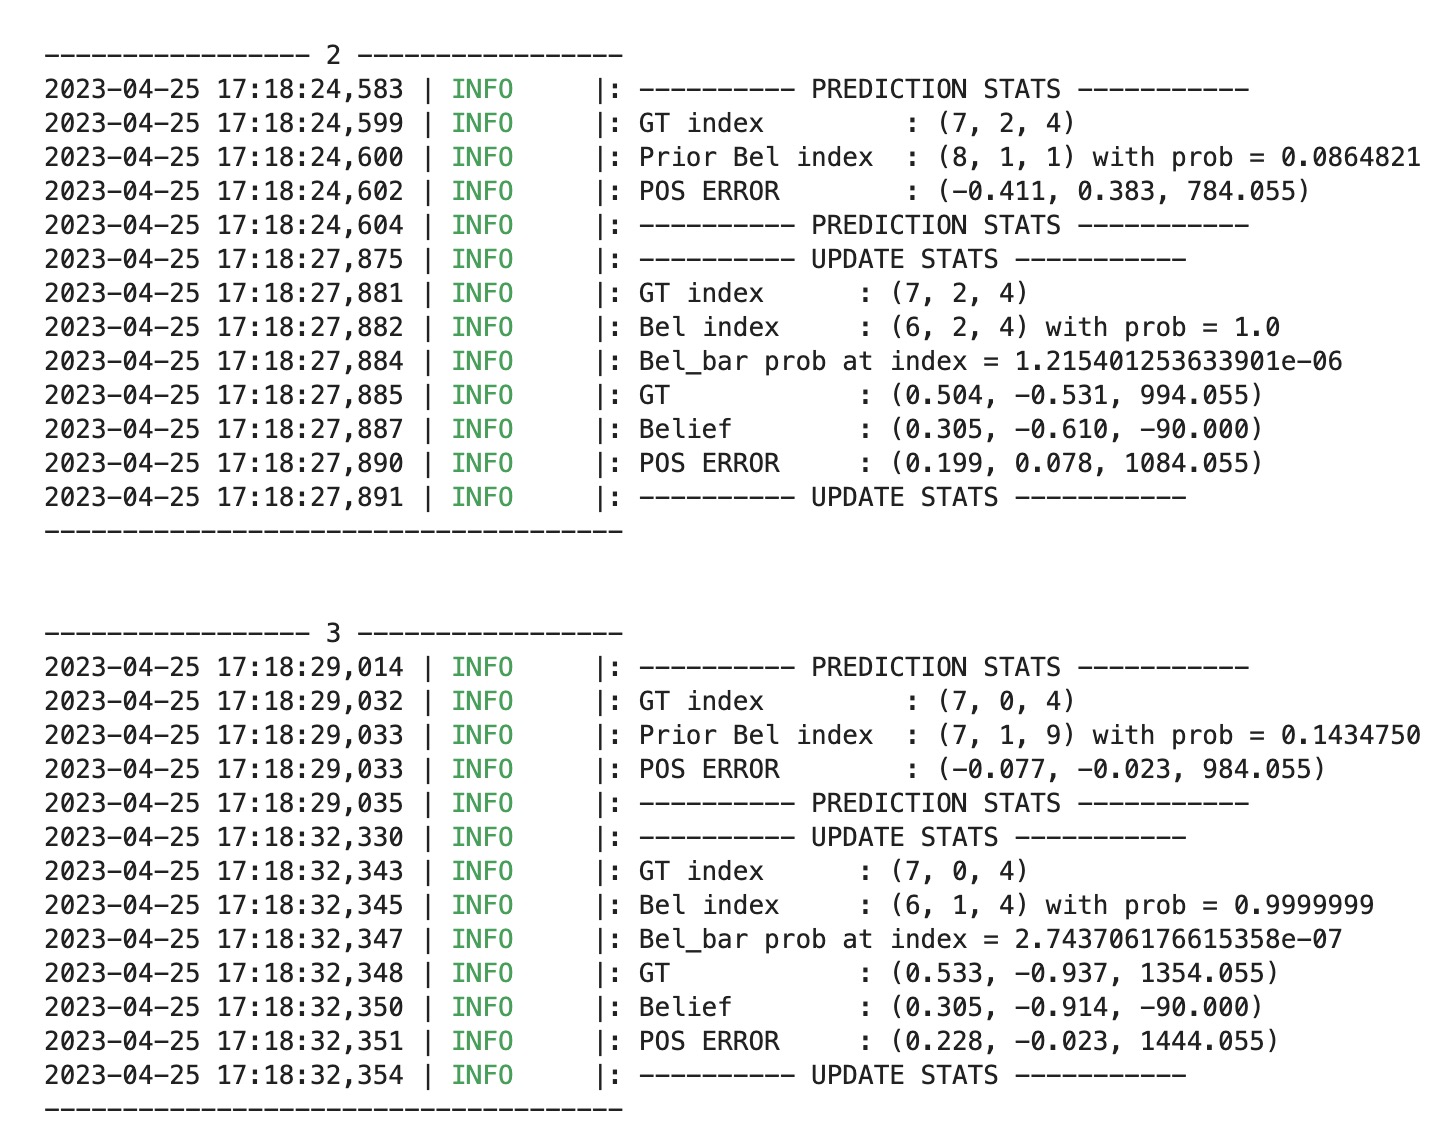 ----------------- 2 -----------------
2023-04-25 17:18:24,583 | INFO     |: ---------- PREDICTION STATS -----------
2023-04-25 17:18:24,599 | INFO     |: GT index         : (7, 2, 4)
2023-04-25 17:18:24,600 | INFO     |: Prior Bel index  : (8, 1, 1) with prob = 0.0864821
2023-04-25 17:18:24,602 | INFO     |: POS ERROR        : (-0.411, 0.383, 784.055)
2023-04-25 17:18:24,604 | INFO     |: ---------- PREDICTION STATS -----------
2023-04-25 17:18:27,875 | INFO     |: ---------- UPDATE STATS -----------
2023-04-25 17:18:27,881 | INFO     |: GT index      : (7, 2, 4)
2023-04-25 17:18:27,882 | INFO     |: Bel index     : (6, 2, 4) with prob = 1.0
2023-04-25 17:18:27,884 | INFO     |: Bel_bar prob at index = 1.215401253633901e-06
2023-04-25 17:18:27,885 | INFO     |: GT            : (0.504, -0.531, 994.055)
2023-04-25 17:18:27,887 | INFO     |: Belief        : (0.305, -0.610, -90.000)
2023-04-25 17:18:27,890 | INFO     |: POS ERROR     : (0.199, 0.078, 1084.055)
2023-04-25 17:18:27,891 | INFO     |: ---------- UPDATE STATS -----------
-------------------------------------
----------------- 3 -----------------
2023-04-25 17:18:29,014 | INFO     |: ---------- PREDICTION STATS -----------
2023-04-25 17:18:29,032 | INFO     |: GT index         : (7, 0, 4)
2023-04-25 17:18:29,033 | INFO     |: Prior Bel index  : (7, 1, 9) with prob = 0.1434750
2023-04-25 17:18:29,033 | INFO     |: POS ERROR        : (-0.077, -0.023, 984.055)
2023-04-25 17:18:29,035 | INFO     |: ---------- PREDICTION STATS -----------
2023-04-25 17:18:32,330 | INFO     |: ---------- UPDATE STATS -----------
2023-04-25 17:18:32,343 | INFO     |: GT index      : (7, 0, 4)
2023-04-25 17:18:32,345 | INFO     |: Bel index     : (6, 1, 4) with prob = 0.9999999
2023-04-25 17:18:32,347 | INFO     |: Bel_bar prob at index = 2.743706176615358e-07
2023-04-25 17:18:32,348 | INFO     |: GT            : (0.533, -0.937, 1354.055)
2023-04-25 17:18:32,350 | INFO     |: Belief        : (0.305, -0.914, -90.000)
2023-04-25 17:18:32,351 | INFO     |: POS ERROR     : (0.228, -0.023, 1444.055)
2023-04-25 17:18:32,354 | INFO     |: ---------- UPDATE STATS -----------
-------------------------------------